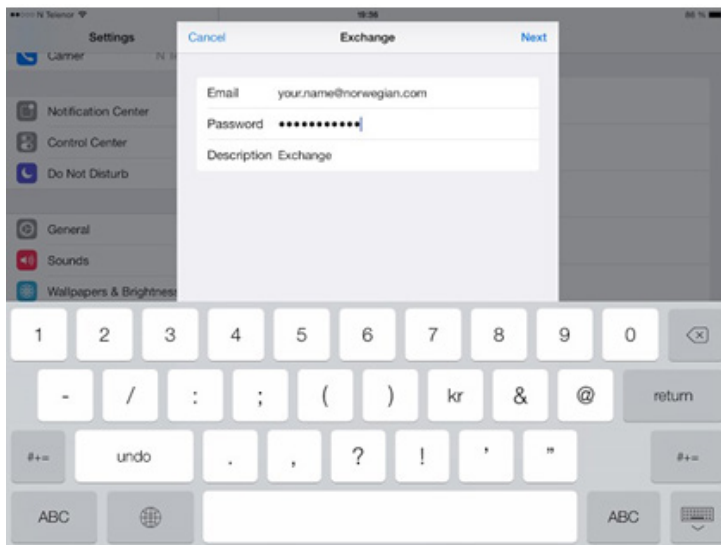 N Telenor 19:36 86 %
Settings
Cancel Exchange Next
Carrier
Email your.name@norwegian.com
Password •••••••••••
Description Exchange
Notification Center
Control Center
Do Not Disturb
General
Sounds
Wallpapers & Brightness
1 2 3 4 5 6 7 8 9 0
- / : ; ( ) kr & @ return
#+= undo . , ? ! ' " #+=
ABC ABC